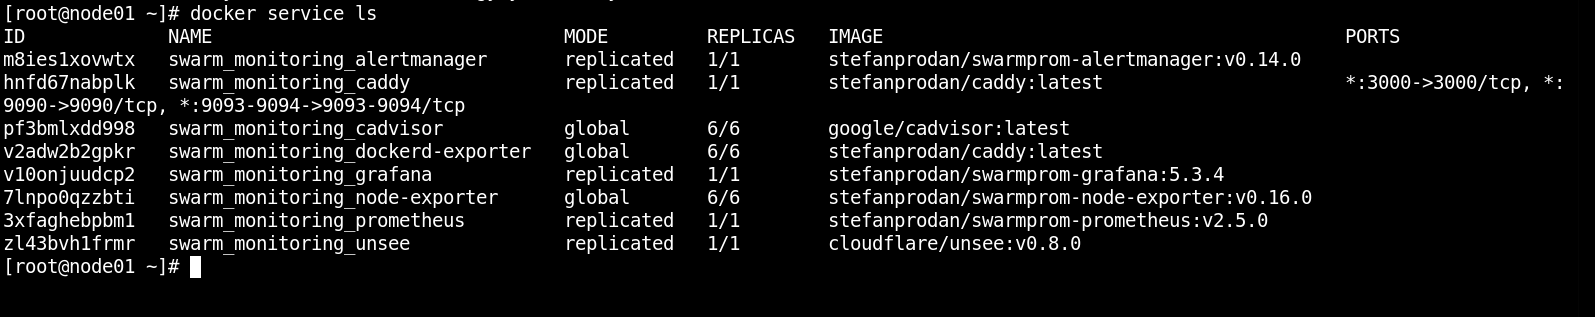 [root@node01 ~]# docker service ls
ID             NAME                                MODE         REPLICAS   IMAGE                                          PORTS
m8ies1xovwtx   swarm_monitoring_alertmanager       replicated   1/1        stefanprodan/swarmprom-alertmanager:v0.14.0
hnfd67nabplk   swarm_monitoring_caddy              replicated   1/1        stefanprodan/caddy:latest                      *:3000->3000/tcp, *:
9090->9090/tcp, *:9093-9094->9093-9094/tcp
pf3bmlxdd998   swarm_monitoring_cadvisor           global       6/6        google/cadvisor:latest
v2adw2b2gpkr   swarm_monitoring_dockerd-exporter   global       6/6        stefanprodan/caddy:latest
v10onjuudcp2   swarm_monitoring_grafana            replicated   1/1        stefanprodan/swarmprom-grafana:5.3.4
7lnpo0qzzbti   swarm_monitoring_node-exporter      global       6/6        stefanprodan/swarmprom-node-exporter:v0.16.0
3xfaghebpbm1   swarm_monitoring_prometheus         replicated   1/1        stefanprodan/swarmprom-prometheus:v2.5.0
zl43bvh1frmr   swarm_monitoring_unsee              replicated   1/1        cloudflare/unsee:v0.8.0
[root@node01 ~]#